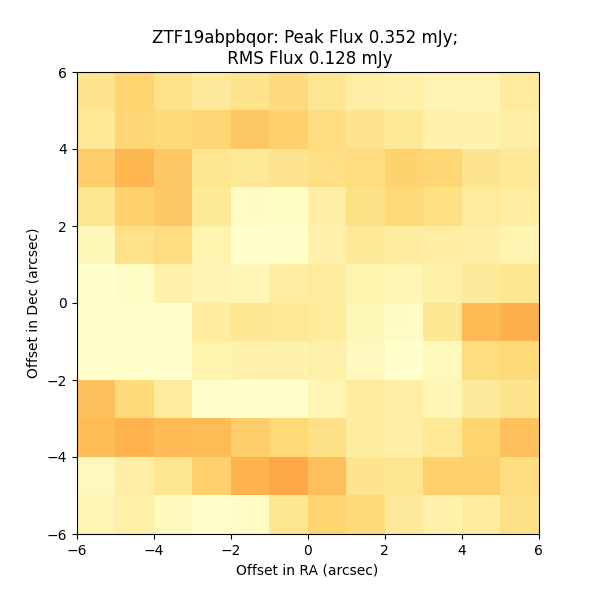 ZTF19abpbqor: Peak Flux 0.352 mJy;
RMS Flux 0.128 mJy
6
4
2
0
−2
−4
−6
Offset in Dec (arcsec)
−6 −4 −2 0 2 4 6
Offset in RA (arcsec)